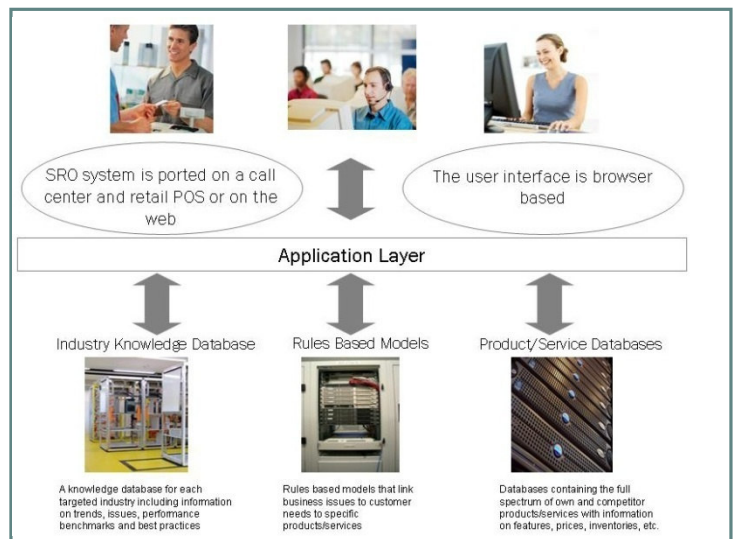 SRO system is ported on a call
center and retail POS or on the
web
The user interface is browser
based
Application Layer
Industry Knowledge Database
Rules Based Models
Product/Service Databases
A knowledge database for each
targeted industry including information
on trends, issues, performance
benchmarks and best practices
Rules based models that link
business issues to customer
needs to specific
products/services
Databases containing the full
spectrum of own and competitor
products/services with information
on features, prices, inventories, etc.